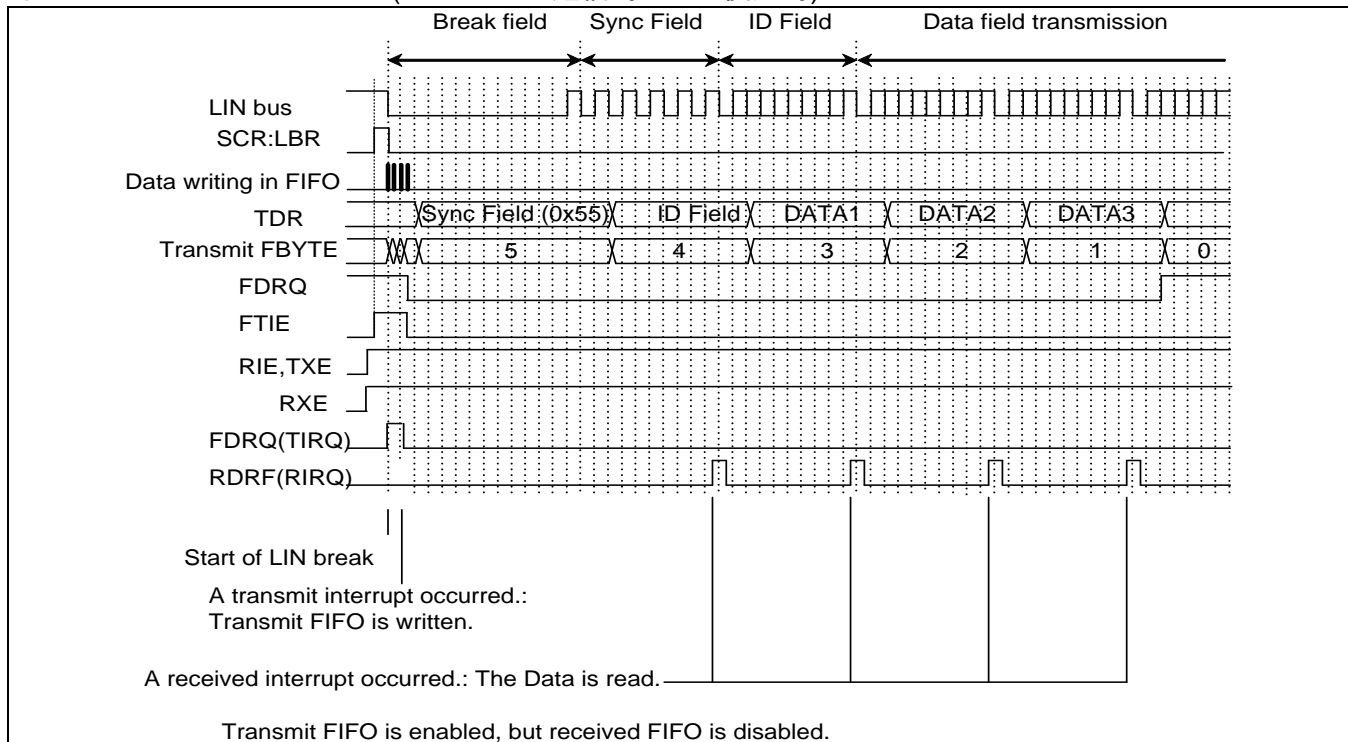 Break field Sync Field ID Field Data field transmission
LIN bus
SCR:LBR
Data writing in FIFO
TDR Sync Field (0x55) ID Field DATA1 DATA2 DATA3
Transmit FBYTE 5 4 3 2 1 0
FDRQ
FTIE
RIE,TXE
RXE
FDRQ(TIRQ)
RDRF(RIRQ)
Start of LIN break
A transmit interrupt occurred.:
Transmit FIFO is written.
A received interrupt occurred.: The Data is read.
Transmit FIFO is enabled, but received FIFO is disabled.